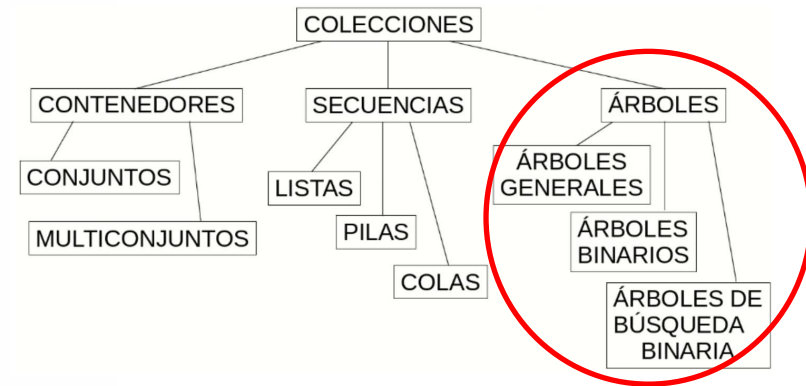 COLECCIONES
CONTENEDORES
SECUENCIAS
ÁRBOLES
CONJUNTOS
MULTICONJUNTOS
LISTAS
PILAS
COLAS
ÁRBOLES
GENERALES
ÁRBOLES
BINARIOS
ÁRBOLES DE
BÚSQUEDA
BINARIA